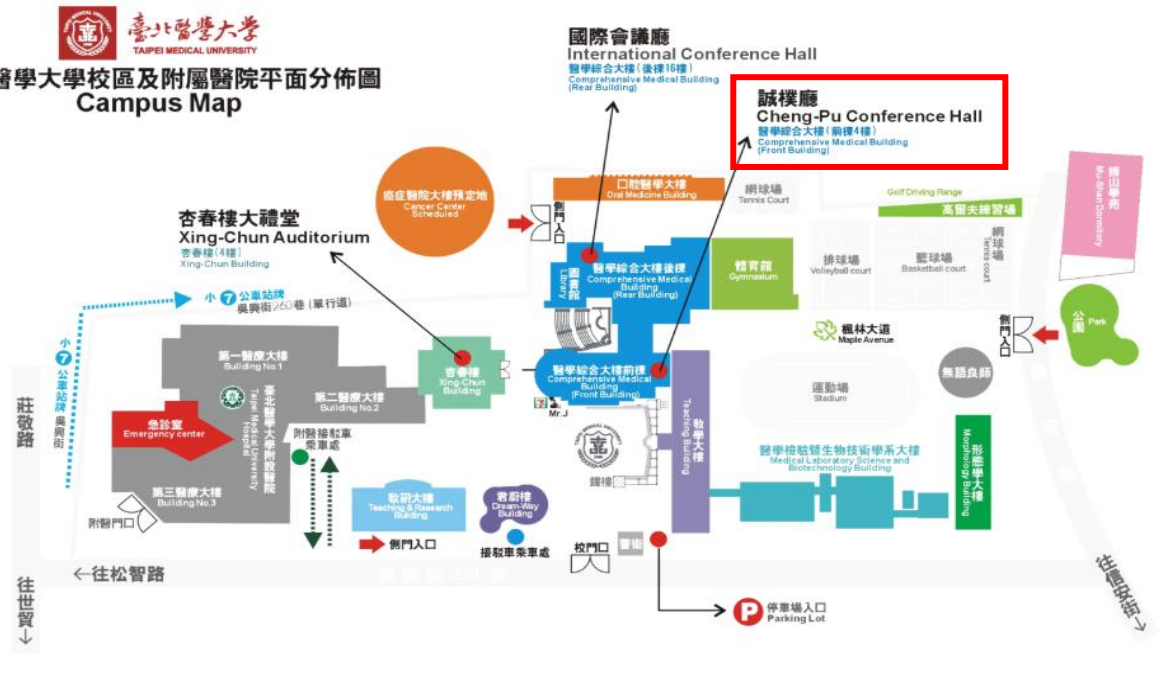 臺北醫學大學
TAIPEI MEDICAL UNIVERSITY
醫學大學校區及附屬醫院平面分佈圖
Campus Map
國際會議廳
International Conference Hall
醫學綜合大樓(後棟16樓)
Comprehensive Medical Building
(Rear Building)
誠樸廳
Cheng-Pu Conference Hall
醫學綜合大樓(前棟4樓)
Comprehensive Medical Building
(Front Building)
杏春樓大禮堂
Xing-Chun Auditorium
杏春樓(4樓)
Xing-Chun Building
癌症醫院大樓預定地
Cancer Center
Scheduled
側門入口
口腔醫學大樓
Oral Medicine Building
網球場
Tennis Court
Golf Driving Range
高爾夫練習場
拇山學苑
Mu-Shan Dormitory
圖書館
Library
醫學綜合大樓後棟
Comprehensive Medical
Building
(Rear Building)
體育館
Gymnasium
排球場
Volleyball court
籃球場
Basketball court
網球場
Tennis court
小 7 公車站牌
吳興街260巷 (單行道)
小 7 公車站牌 吳興街
楓林大道
Maple Avenue
側門入口
公園 Park
第一醫療大樓
Building No.1
第二醫療大樓
Building No.2
臺北醫學大學附設醫院
Taipei Medical University
Hospital
急診室
Emergency center
第三醫療大樓
Building No.3
附醫門口
附醫接駁車
乘車處
杏春樓
Xing-Chun
Building
醫學綜合大樓前棟
Comprehensive Medical
Building
(Front Building)
7
Mr.J
鐘樓
教學大樓
Teaching Building
運動場
Stadium
無語良師
醫學檢驗暨生物技術學系大樓
Medical Laboratory Science and
Biotechnology Building
形態學大樓
Morphology Building
教研大樓
Teaching & Research
Building
君蔚樓
Dream-Way
Building
側門入口
接駁車乘車處
校門口
警衛
莊敬路
往世貿↓
←往松智路
往信安街↓
P 停車場入口
Parking Lot